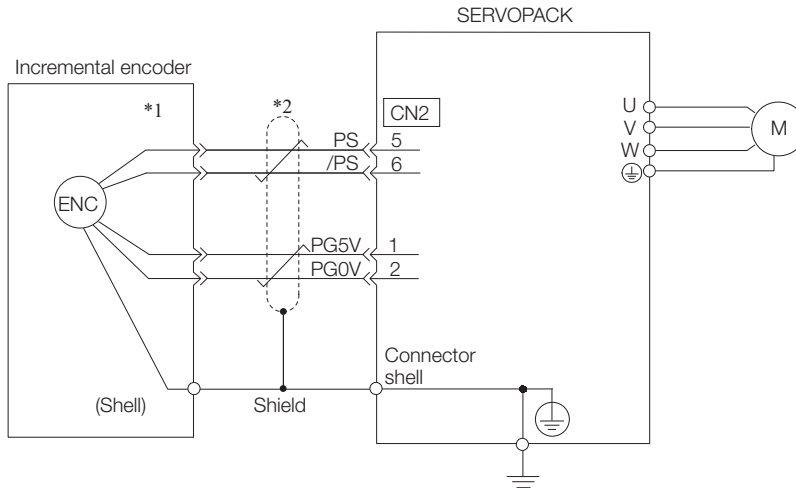 SERVOPACK
Incremental encoder
*1
*2
CN2
U
V
W
M
PS
5
/PS
6
ENC
PG5V
1
PG0V
2
Connector
shell
(Shell)
Shield